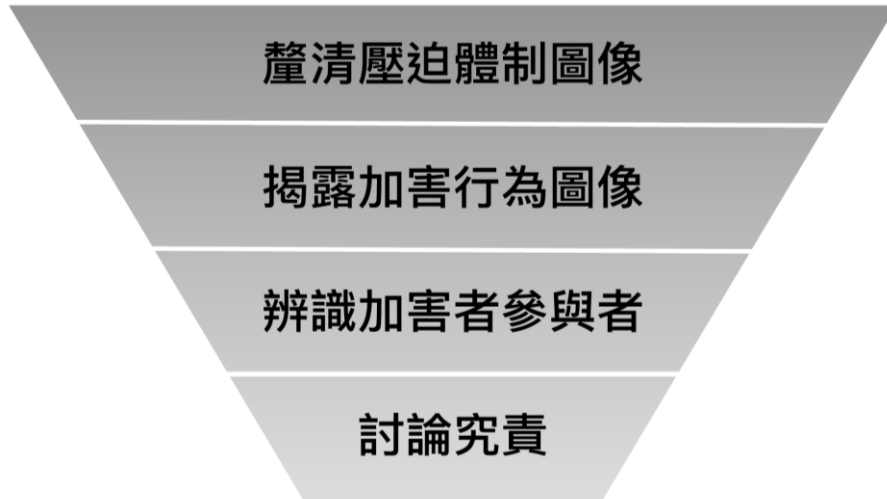 釐清壓迫體制圖像
揭露加害行為圖像
辨識加害者參與者
討論究責